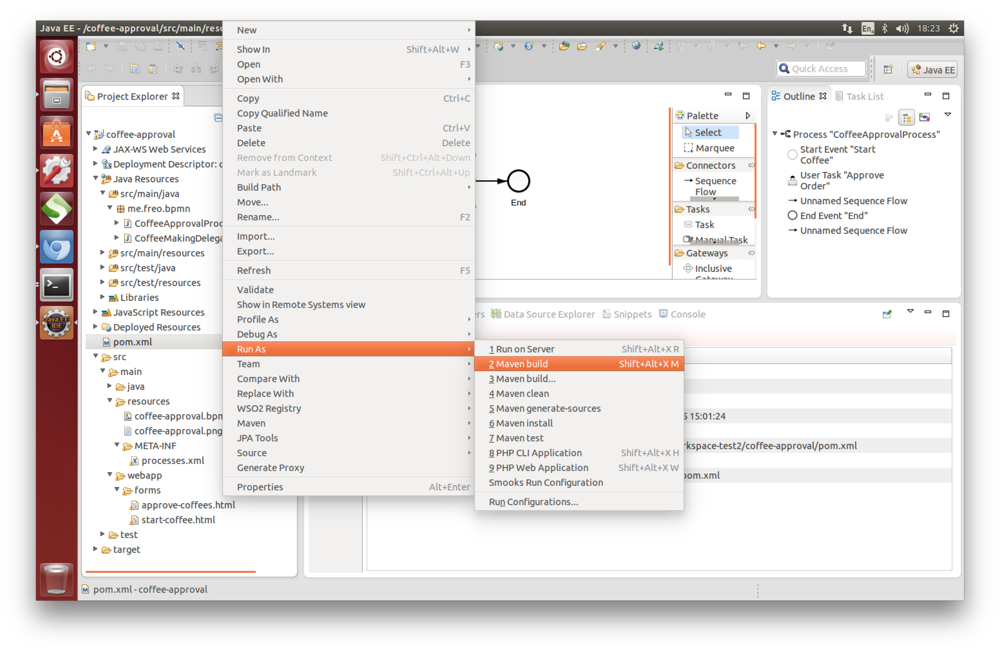 Java EE - /coffee-approval/src/main/reso
En4
18:23
Quick Access
Java EE
Project Explorer
coffee-approval
JAX-WS Web Services
Deployment Descriptor: c
Java Resources
src/main/java
me.freo.bpmn
CoffeeApprovalProc
CoffeeMakingDelega
src/main/resources
src/test/java
src/test/resources
Libraries
JavaScript Resources
Deployed Resources
pom.xml
src
main
java
resources
coffee-approval.bpm
coffee-approval.png
META-INF
processes.xml
webapp
forms
approve-coffees.html
start-coffee.html
test
target
Java EE
IDE
New
Show In Shift+Alt+W
Open F3
Open With
Copy Ctrl+C
Copy Qualified Name
Paste Ctrl+V
Delete Delete
Remove from Context Shift+Ctrl+Alt+Down
Mark as Landmark Shift+Ctrl+Alt+Up
Build Path
Move...
Rename... F2
Import...
Export...
Refresh F5
Validate
Show in Remote Systems view
Profile As
Debug As
Run As
Team
Compare With
Replace With
WSO2 Registry
Maven
JPA Tools
Source
Generate Proxy
Properties Alt+Enter
1 Run on Server Shift+Alt+X R
2 Maven build Shift+Alt+X M
3 Maven build...
4 Maven clean
5 Maven generate-sources
6 Maven install
7 Maven test
8 PHP CLI Application Shift+Alt+X H
9 PHP Web Application Shift+Alt+X W
Smooks Run Configuration
Run Configurations...
End
Palette
Select
Marquee
Connectors
Sequence
Flow
Tasks
Task
Manual Task
Gateways
Inclusive
Gateway
Outline
Task List
Process "CoffeeApprovalProcess"
Start Event "Start
Coffee"
User Task "Approve
Order"
Unnamed Sequence Flow
End Event "End"
Unnamed Sequence Flow
rs Data Source Explorer Snippets Console
5 15:01:24
rkspace-test2/coffee-approval/pom.xml
pom.xml
pom.xml - coffee-approval